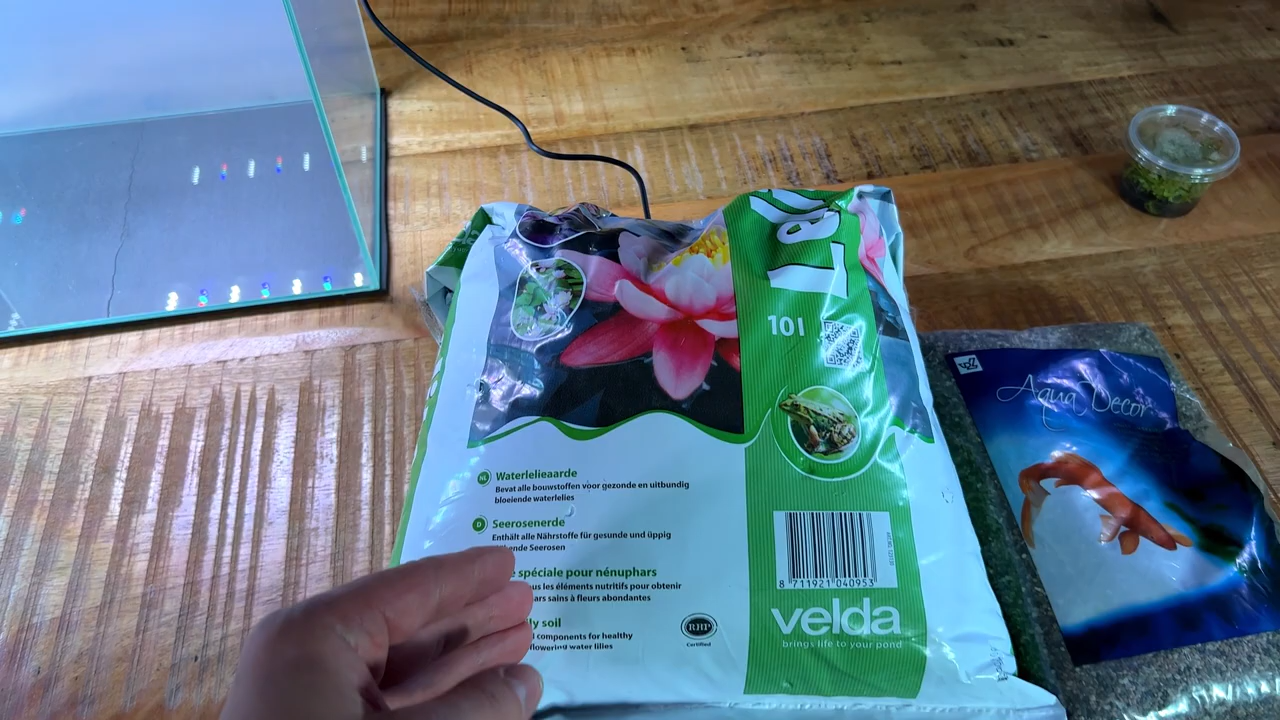 10l
NL
Waterlelieaarde
Bevat alle bouwstoffen voor gezonde en uitbundig
bloeiende waterlelies
D
Seerosenerde
Enthält alle Nährstoffe für gesunde und üppig
Seerosen
spéciale pour nénuphars
les éléments nutritifs pour obtenir
sains à fleurs abondantes
soil
components for healthy
flowering water lilies
RHP
Certified
8 711921 040953
velda
brings life to your pond
Aqua Decor